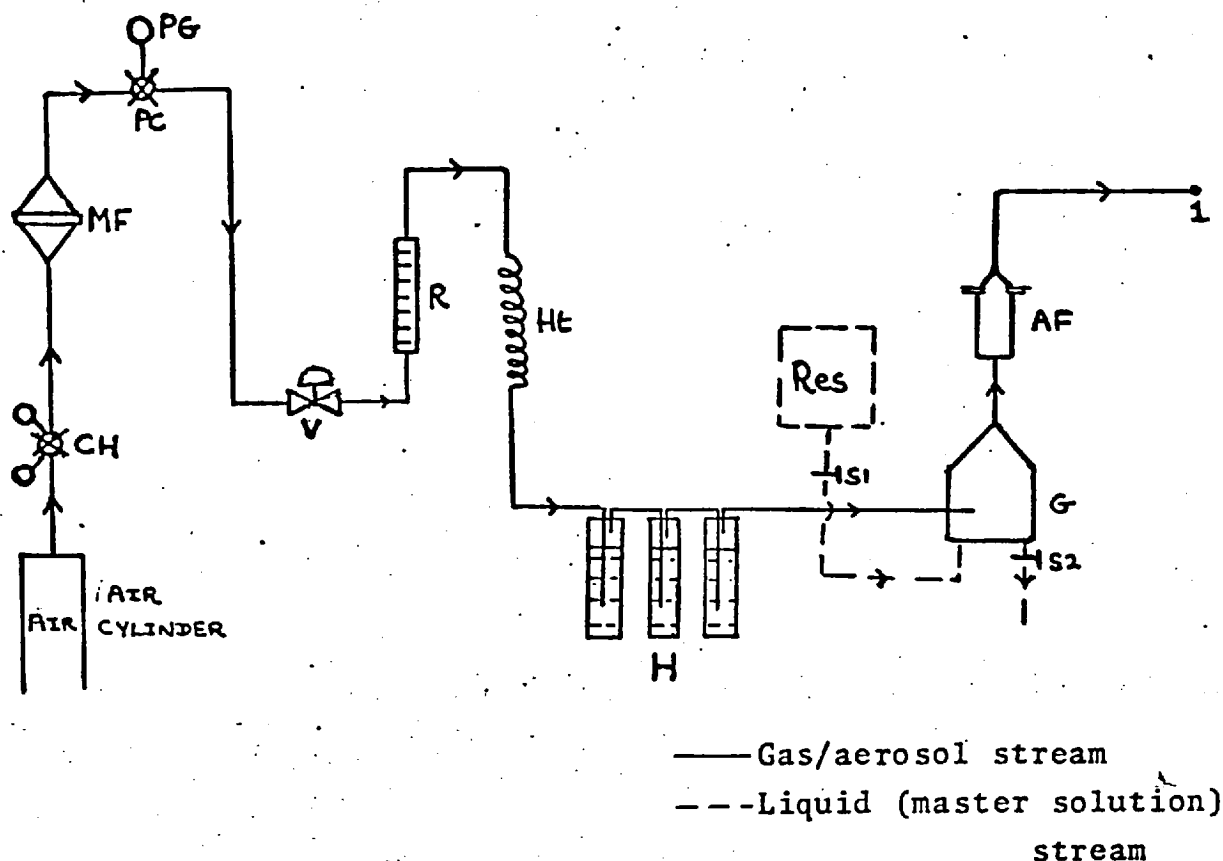 PG
PC
MF
R
Ht
AF
1
Res
CH
V
S1
G
S2
AIR
AIR
CYLINDER
H
Gas/aerosol stream
Liquid (master solution)
stream